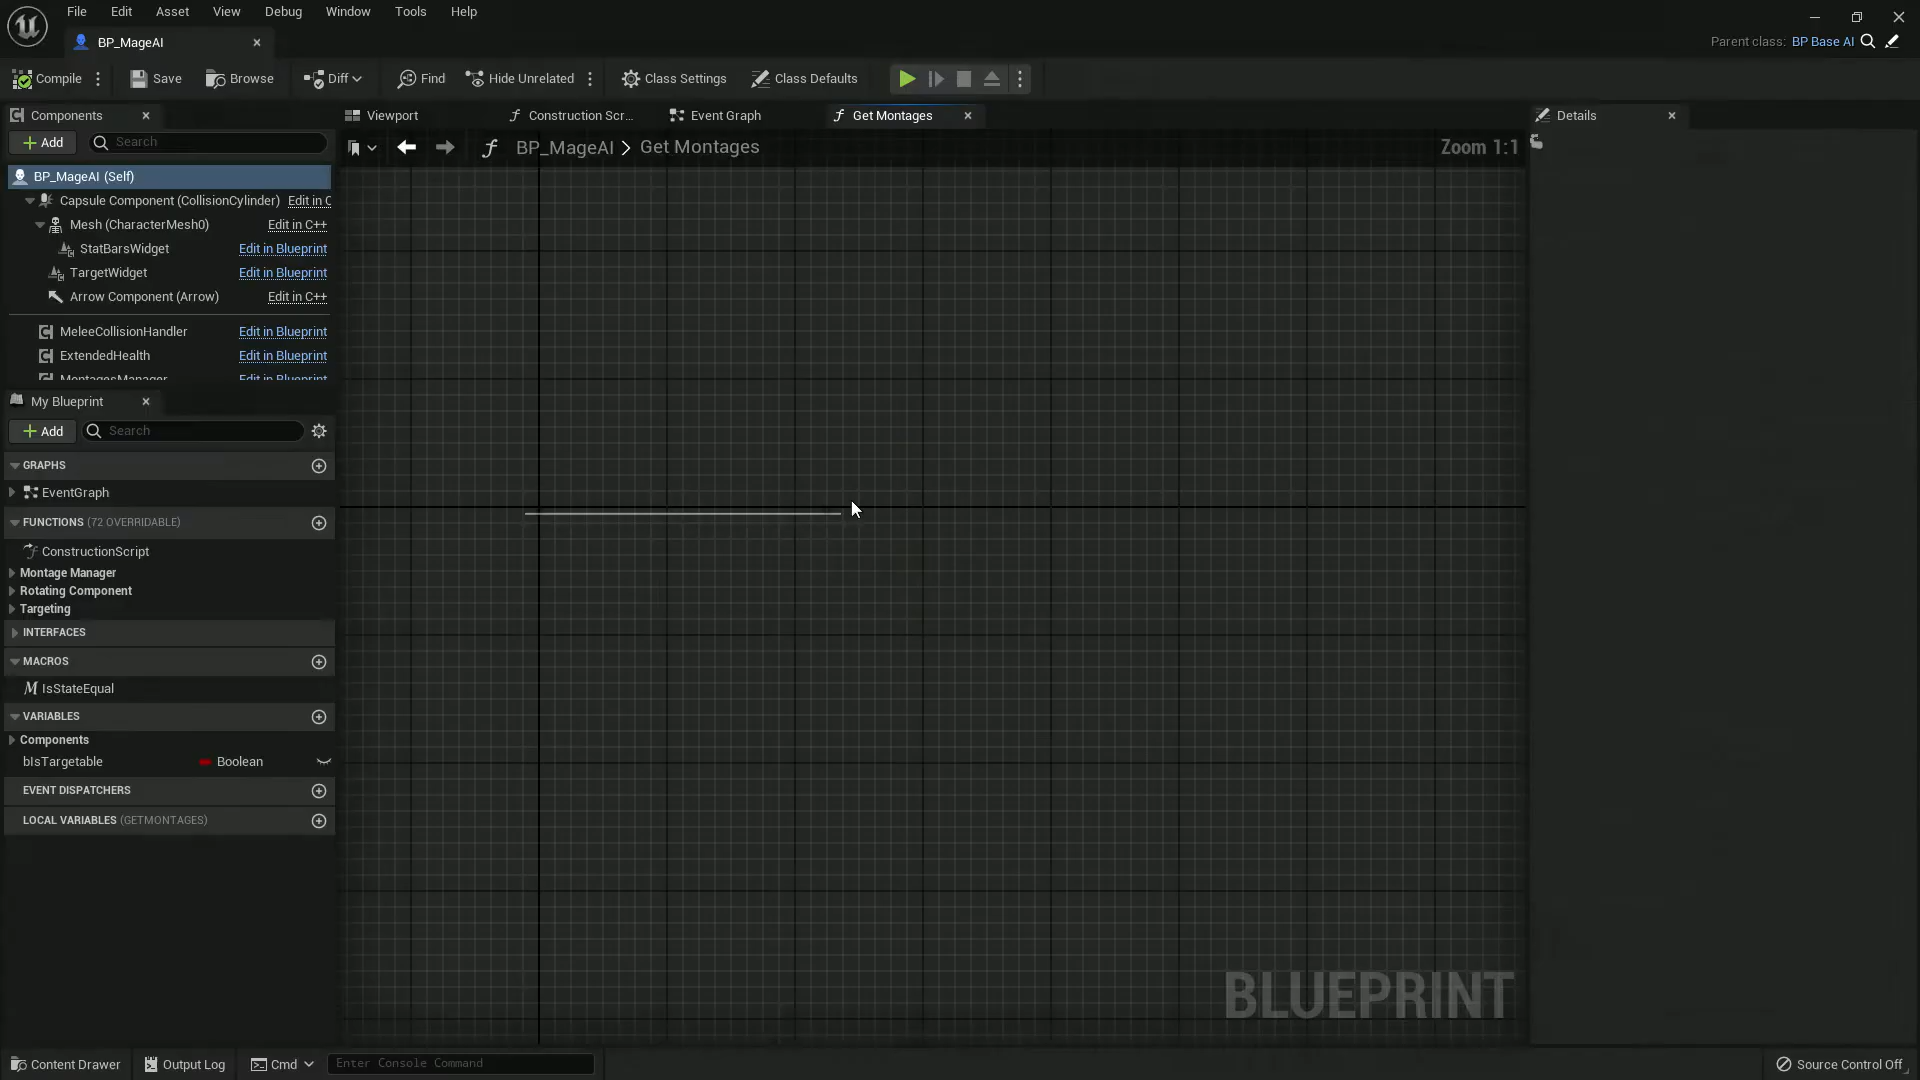 File Edit Asset View Debug Window Tools Help
BP_MageAI
Parent class: BP Base AI
Compile Save Browse Diff Find Hide Unrelated Class Settings Class Defaults
Components
Viewport Construction Scr... Event Graph Get Montages
Details
Add Search
BP_MageAI > Get Montages
Zoom 1:1
BP_MageAI (Self)
Capsule Component (CollisionCylinder) Edit in C
Mesh (CharacterMesh0) Edit in C++
StatBarsWidget Edit in Blueprint
TargetWidget Edit in Blueprint
Arrow Component (Arrow) Edit in C++
MeleeCollisionHandler Edit in Blueprint
ExtendedHealth Edit in Blueprint
MontagesManager Edit in Blueprint
My Blueprint
Add Search
GRAPHS
EventGraph
FUNCTIONS (72 OVERRIDABLE)
ConstructionScript
Montage Manager
Rotating Component
Targeting
INTERFACES
MACROS
IsStateEqual
VARIABLES
Components
bIsTargetable Boolean
EVENT DISPATCHERS
LOCAL VARIABLES (GETMONTAGES)
BLUEPRINT
Content Drawer Output Log Cmd Enter Console Command Source Control Off